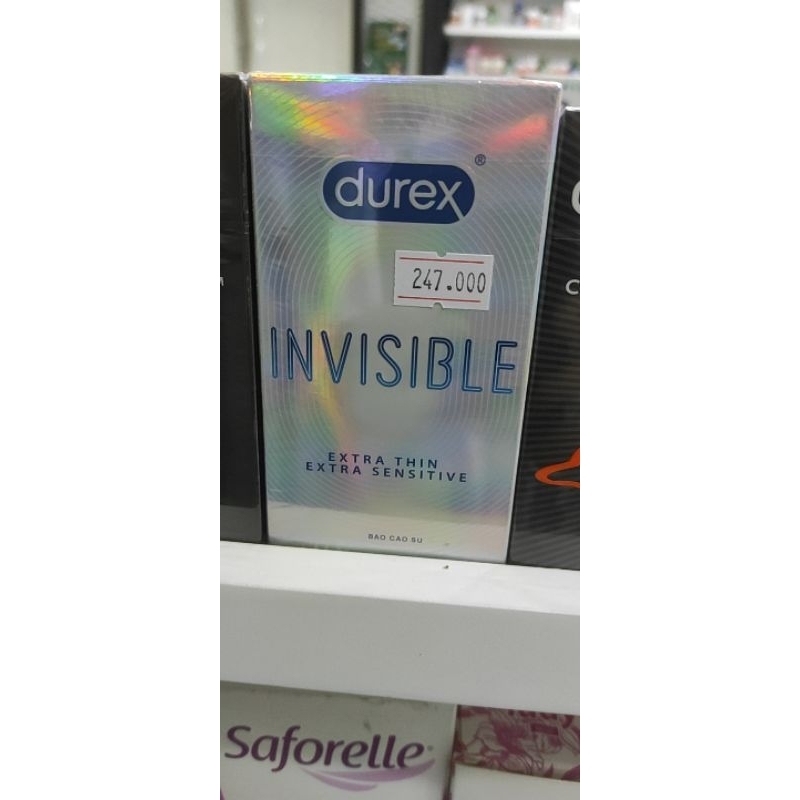 durex®
247.000
INVISIBLE
EXTRA THIN
EXTRA SENSITIVE
BAO CAO SU
Saforelle